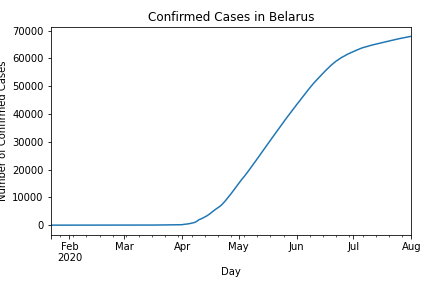 Confirmed Cases in Belarus
Number of Confirmed Cases
70000
60000
50000
40000
30000
20000
10000
0
Feb Mar Apr May Jun Jul Aug
2020
Day